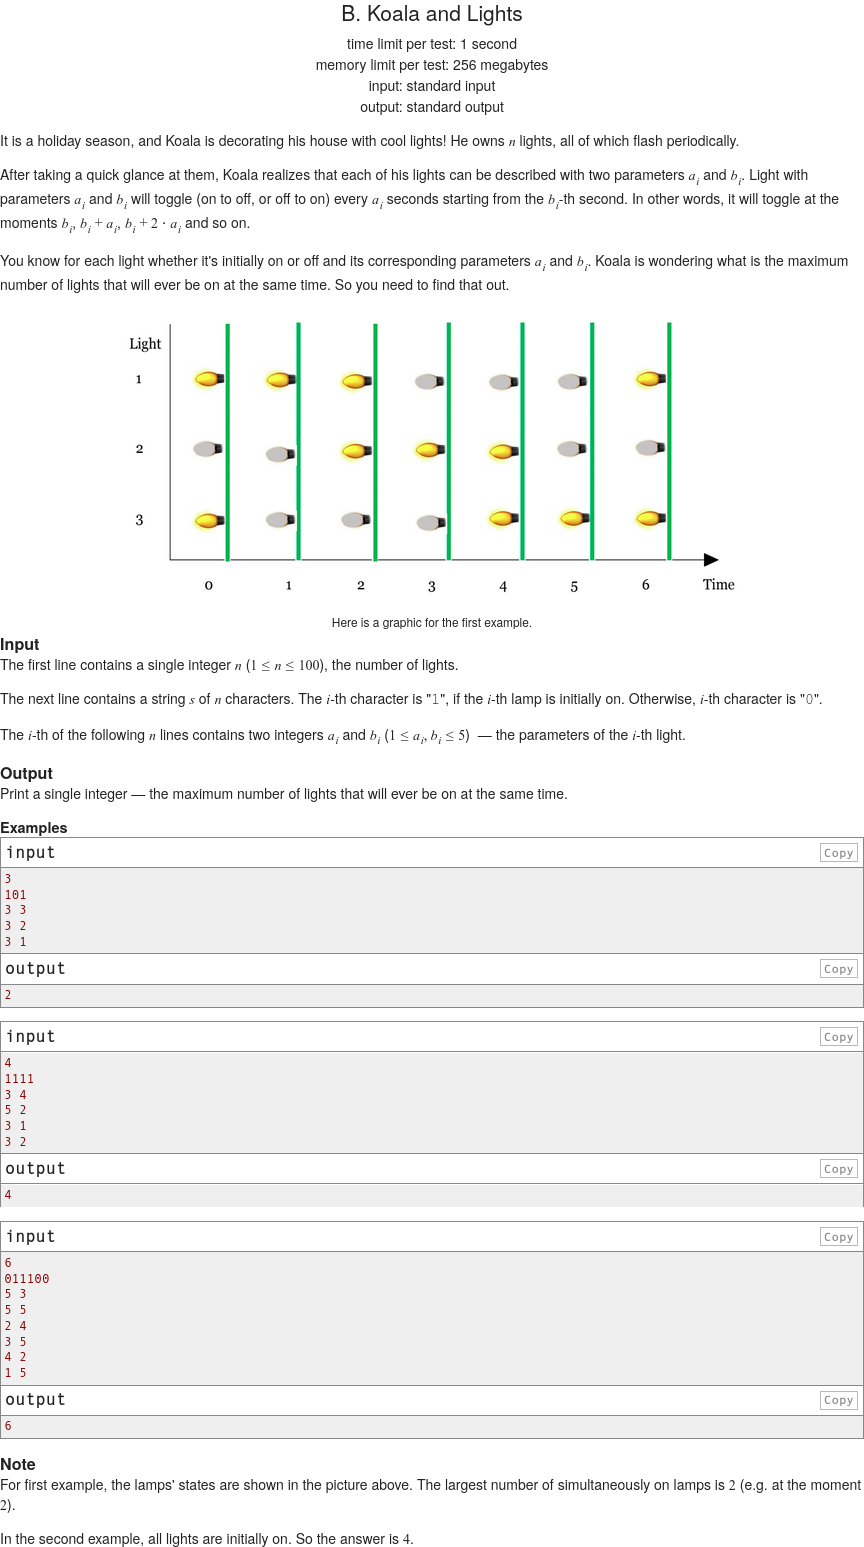 B. Koala and Lights
time limit per test: 1 second
memory limit per test: 256 megabytes
input: standard input
output: standard output
It is a holiday season, and Koala is decorating his house with cool lights! He owns n lights, all of which flash periodically.
After taking a quick glance at them, Koala realizes that each of his lights can be described with two parameters a_i and b_i. Light with
parameters a_i and b_i will toggle (on to off, or off to on) every a_i seconds starting from the b_i-th second. In other words, it will toggle at the
moments b_i, b_i + a_i, b_i + 2 · a_i and so on.
You know for each light whether it's initially on or off and its corresponding parameters a_i and b_i. Koala is wondering what is the maximum
number of lights that will ever be on at the same time. So you need to find that out.
Light
1
2
3
0 1 2 3 4 5 6 Time
Here is a graphic for the first example.
Input
The first line contains a single integer n (1 ≤ n ≤ 100), the number of lights.
The next line contains a string s of n characters. The i-th character is "1", if the i-th lamp is initially on. Otherwise, i-th character is "0".
The i-th of the following n lines contains two integers a_i and b_i (1 ≤ a_i, b_i ≤ 5)  — the parameters of the i-th light.
Output
Print a single integer — the maximum number of lights that will ever be on at the same time.
Examples
input Copy
3
101
3 3
3 2
3 1
output Copy
2
input Copy
4
1111
3 4
5 2
3 1
3 2
output Copy
4
input Copy
6
011100
5 3
5 5
2 4
3 5
4 2
1 5
output Copy
6
Note
For first example, the lamps' states are shown in the picture above. The largest number of simultaneously on lamps is 2 (e.g. at the moment
2).
In the second example, all lights are initially on. So the answer is 4.